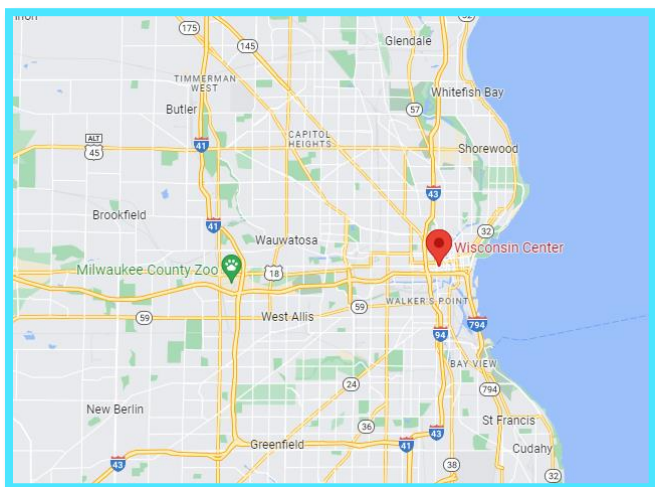 32
175
Glendale
145
TIMMERMAN
WEST
Whitefish Bay
Butler
57
CAPITOL
HEIGHTS
ALT
45
41
Shorewood
43
Brookfield
41
32
Wauwatosa
Wisconsin Center
Milwaukee County Zoo
18
WALKER'S POINT
59
59
West Allis
94
794
BAY VIEW
24
794
New Berlin
St Francis
36
43
Greenfield
41
Cudahy
43
38
32